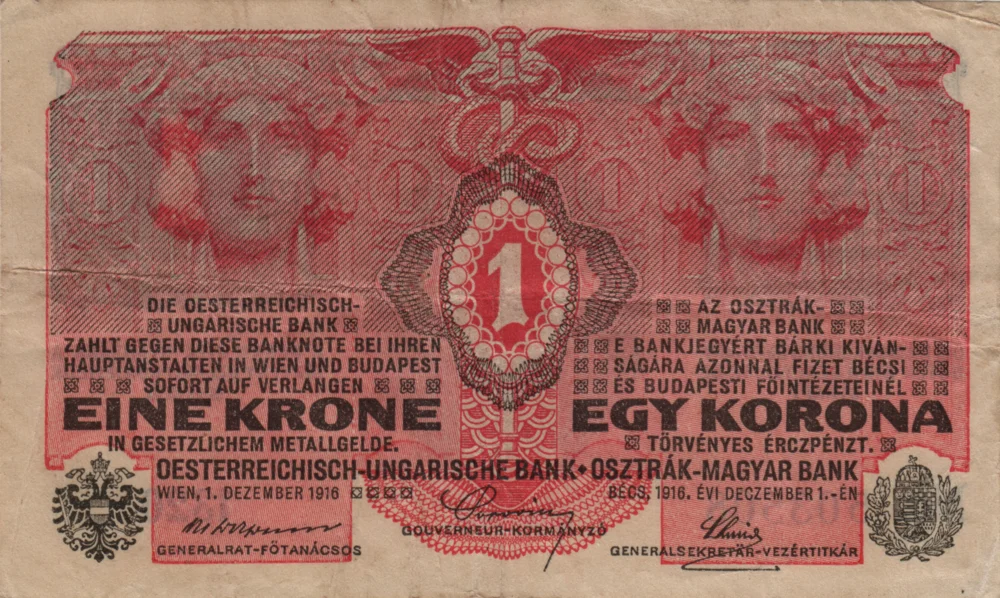 1
1
1
1
1
DIE OESTERREICHISCH-
UNGARISCHE BANK
ZAHLT GEGEN DIESE BANKNOTE BEI IHREN
HAUPTANSTALTEN IN WIEN UND BUDAPEST
SOFORT AUF VERLANGEN
EINE KRONE
IN GESETZLICHEM METALLGELDE.
AZ OSZTRÁK-
MAGYAR BANK
E BANKJEGYÉRT BÁRKI KIVÁN-
SÁGÁRA AZONNAL FIZET BÉCSI
ÉS BUDAPESTI FŐINTÉZETEINÉL
EGY KORONA
TÖRVÉNYES ÉRCZPÉNZT.
OESTERREICHISCH-UNGARISCHE BANK•OSZTRÁK-MAGYAR BANK
WIEN, 1. DEZEMBER 1916
BÉCS, 1916. ÉVI DECZEMBER 1.-ÉN
GENERALRAT-FŐTANÁCSOS
GOUVERNEUR-KORMÁNYZÓ
GENERALSEKRETÄR-VEZÉRTITKÁR